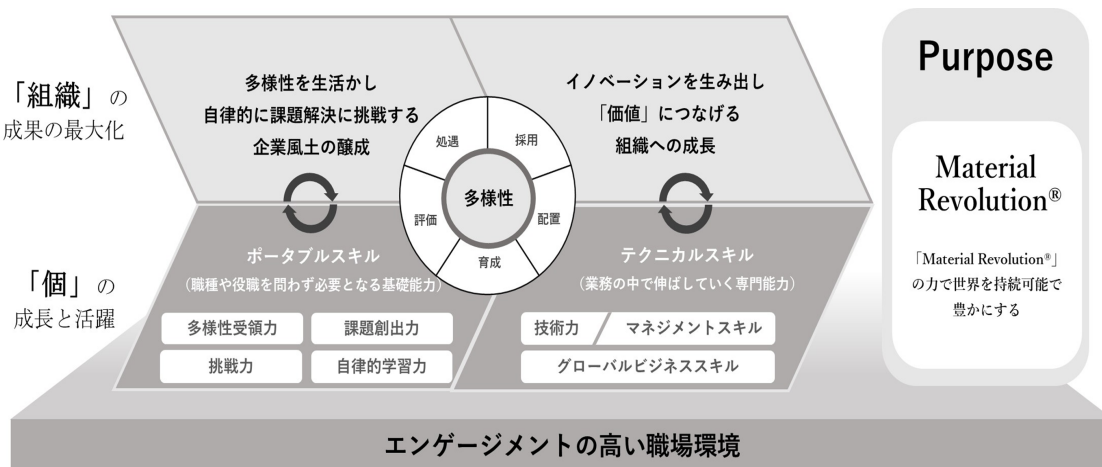 「組織」の
成果の最大化
多様性を生活かし
自律的に課題解決に挑戦する
企業風土の醸成
イノベーションを生み出し
「価値」につなげる
組織への成長
処遇
採用
多様性
評価
配置
育成
「個」の
成長と活躍
ポータブルスキル
（職種や役職を問わず必要となる基礎能力）
多様性受領力
課題創出力
挑戦力
自律的学習力
テクニカルスキル
（業務の中で伸ばしていく専門能力）
技術力
マネジメントスキル
グローバルビジネススキル
エンゲージメントの高い職場環境
Purpose
Material
Revolution®
「Material Revolution®」
の力で世界を持続可能で
豊かにする